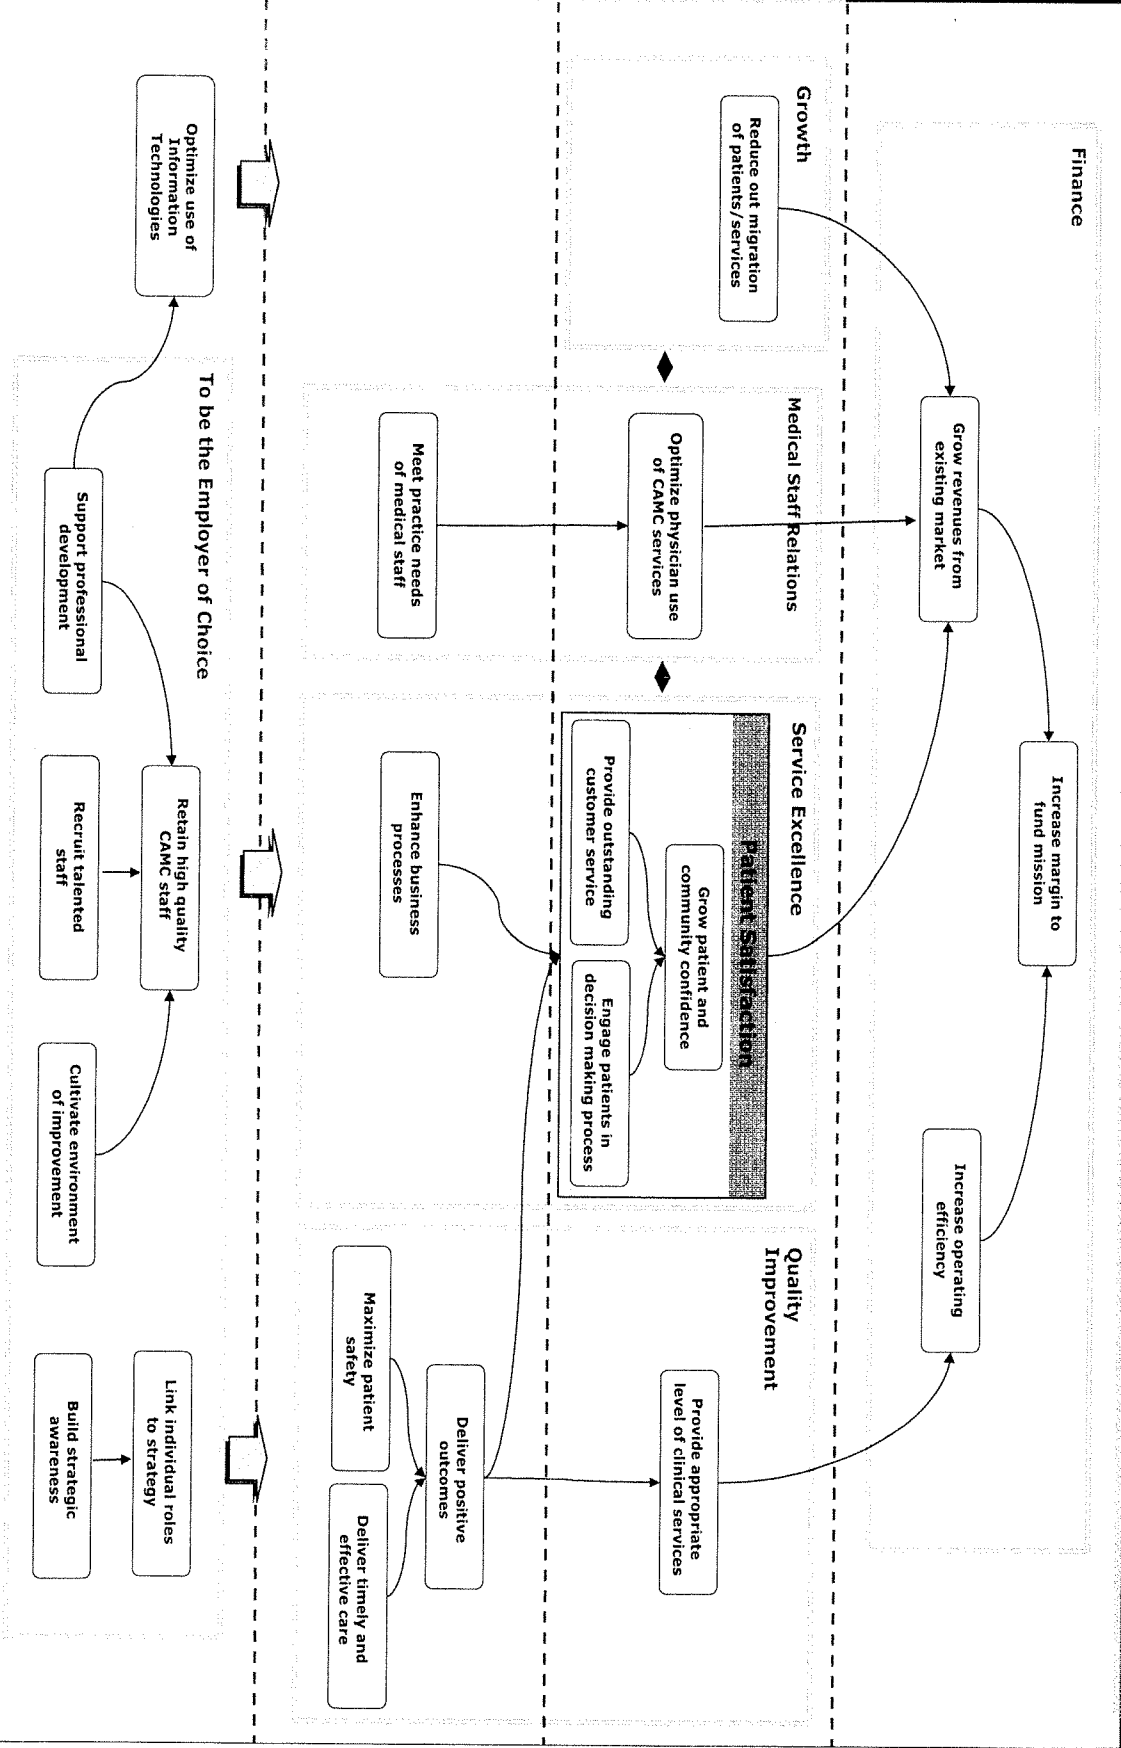 Finance
Increase margin to
fund mission
Grow revenues from
existing market
Increase operating
efficiency
Growth
Reduce out migration
of patients/services
Medical Staff Relations
Optimize physician use
of CAMC services
Meet practice needs
of medical staff
Service Excellence
Patient Satisfaction
Grow patient and
community confidence
Provide outstanding
customer service
Engage patients in
decision making process
Enhance business
processes
Quality
Improvement
Provide appropriate
level of clinical services
Deliver positive
outcomes
Maximize patient
safety
Deliver timely and
effective care
Optimize use of
Information
Technologies
To be the Employer of Choice
Retain high quality
CAMC staff
Link individual roles
to strategy
Support professional
development
Recruit talented
staff
Cultivate environment
of improvement
Build strategic
awareness